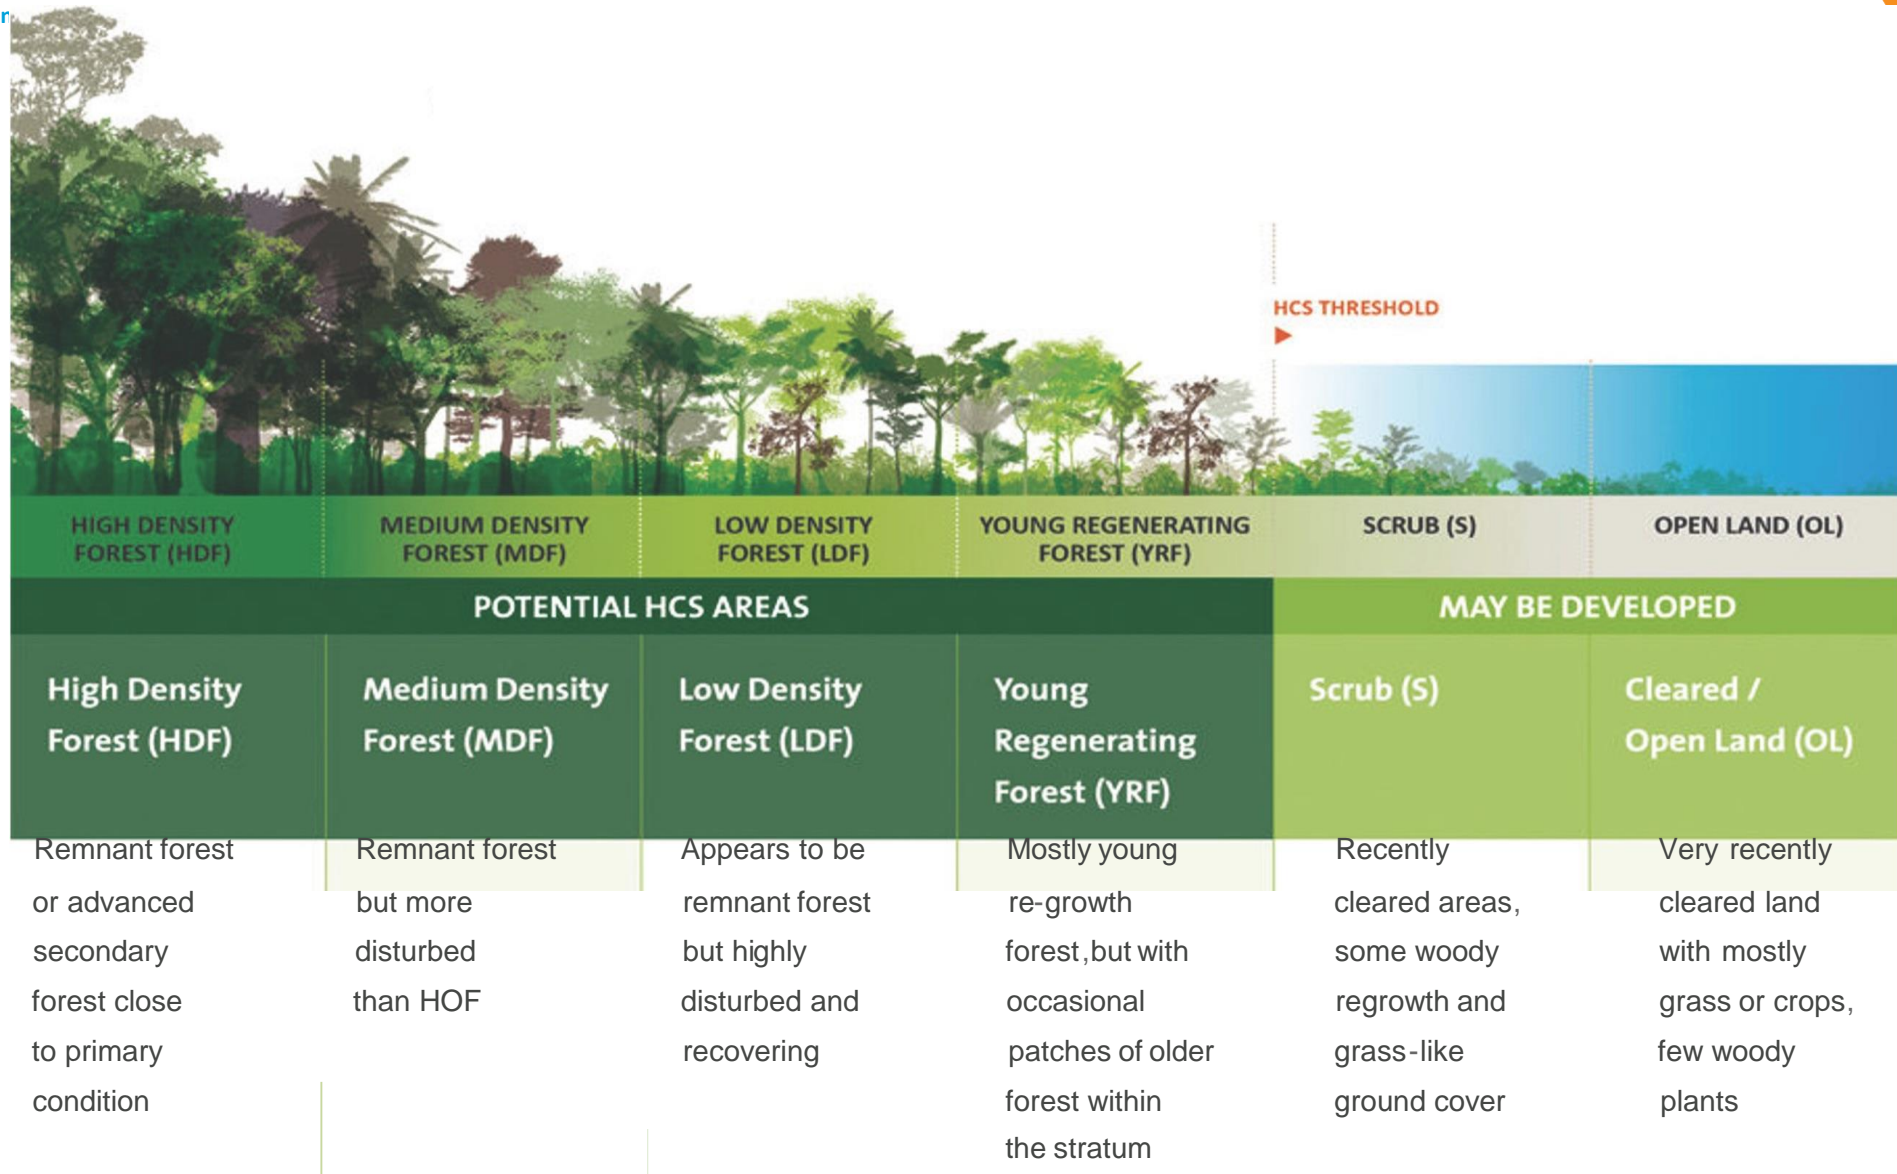 HCS THRESHOLD
HIGH DENSITY
FOREST (HDF)
MEDIUM DENSITY
FOREST (MDF)
LOW DENSITY
FOREST (LDF)
YOUNG REGENERATING
FOREST (YRF)
SCRUB (S)
OPEN LAND (OL)
POTENTIAL HCS AREAS
MAY BE DEVELOPED
High Density
Forest (HDF)
Medium Density
Forest (MDF)
Low Density
Forest (LDF)
Young
Regenerating
Forest (YRF)
Scrub (S)
Cleared /
Open Land (OL)
Remnant forest
or advanced
secondary
forest close
to primary
condition
Remnant forest
but more
disturbed
than HOF
Appears to be
remnant forest
but highly
disturbed and
recovering
Mostly young
re-growth
forest,but with
occasional
patches of older
forest within
the stratum
Recently
cleared areas,
some woody
regrowth and
grass-like
ground cover
Very recently
cleared land
with mostly
grass or crops,
few woody
plants